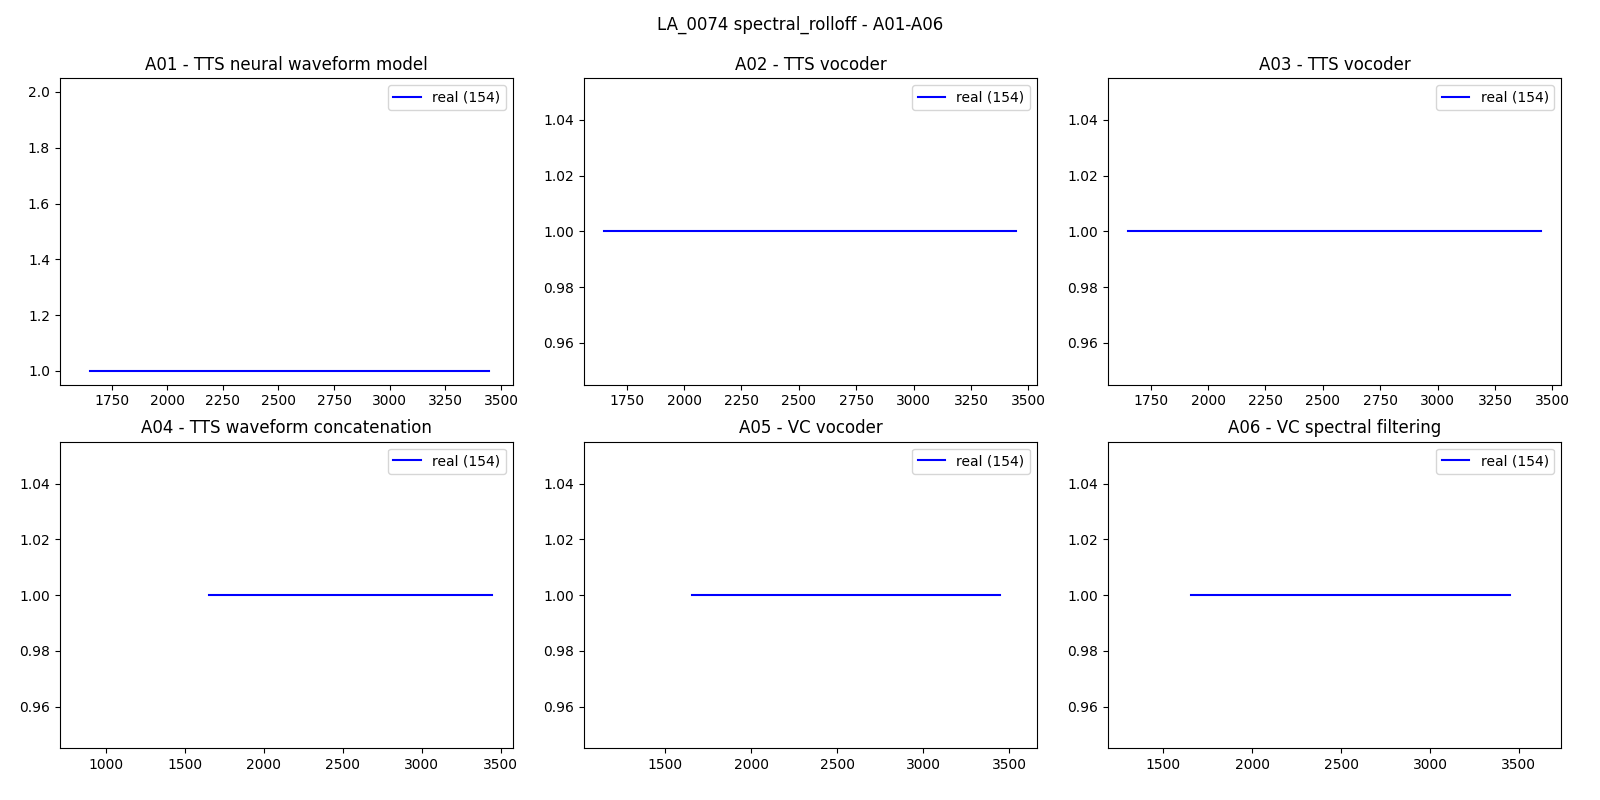 LA_0074 spectral_rolloff - A01-A06
A01 - TTS neural waveform model
real (154)
2.0
1.8
1.6
1.4
1.2
1.0
1750 2000 2250 2500 2750 3000 3250 3500
A02 - TTS vocoder
real (154)
1.04
1.02
1.00
0.98
0.96
1750 2000 2250 2500 2750 3000 3250 3500
A03 - TTS vocoder
real (154)
1.04
1.02
1.00
0.98
0.96
1750 2000 2250 2500 2750 3000 3250 3500
A04 - TTS waveform concatenation
real (154)
1.04
1.02
1.00
0.98
0.96
1000 1500 2000 2500 3000 3500
A05 - VC vocoder
real (154)
1.04
1.02
1.00
0.98
0.96
1500 2000 2500 3000 3500
A06 - VC spectral filtering
real (154)
1.04
1.02
1.00
0.98
0.96
1500 2000 2500 3000 3500